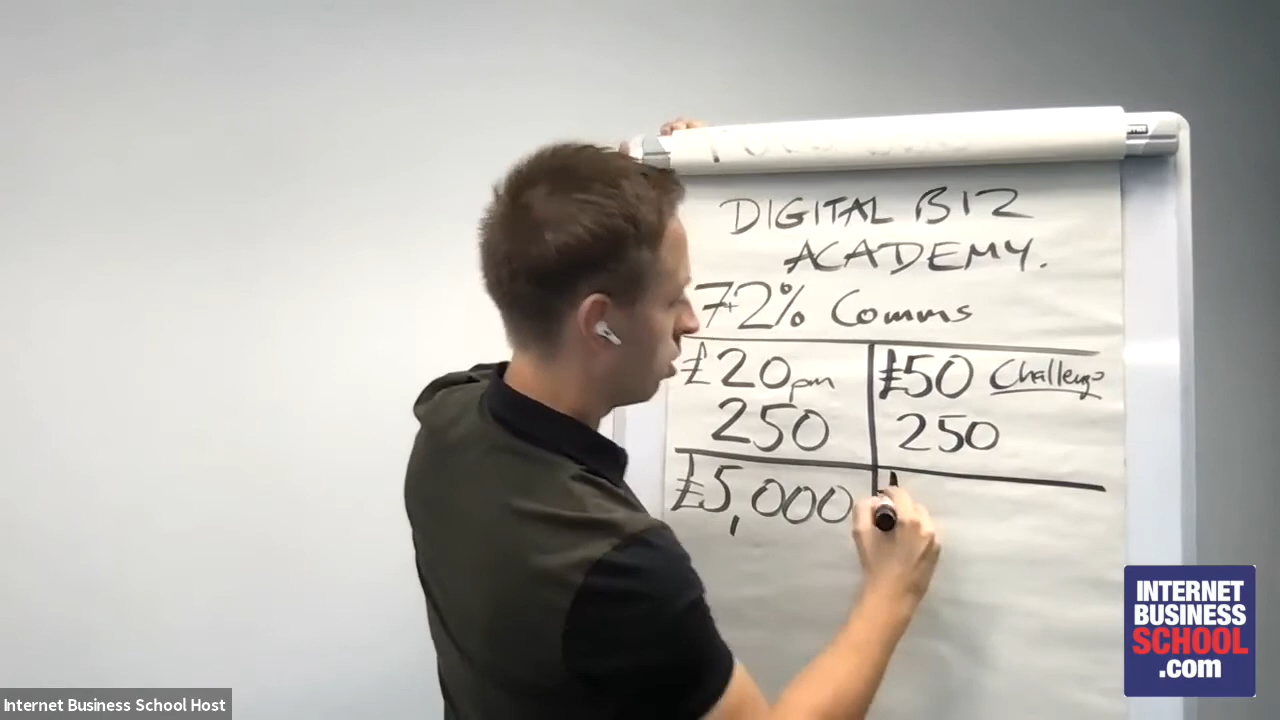 DIGITAL BIZ
ACADEMY.
72% Comms
£20pm
250
£5,000
£50 Challenge
250
INTERNET
BUSINESS
SCHOOL
.com
Internet Business School Host